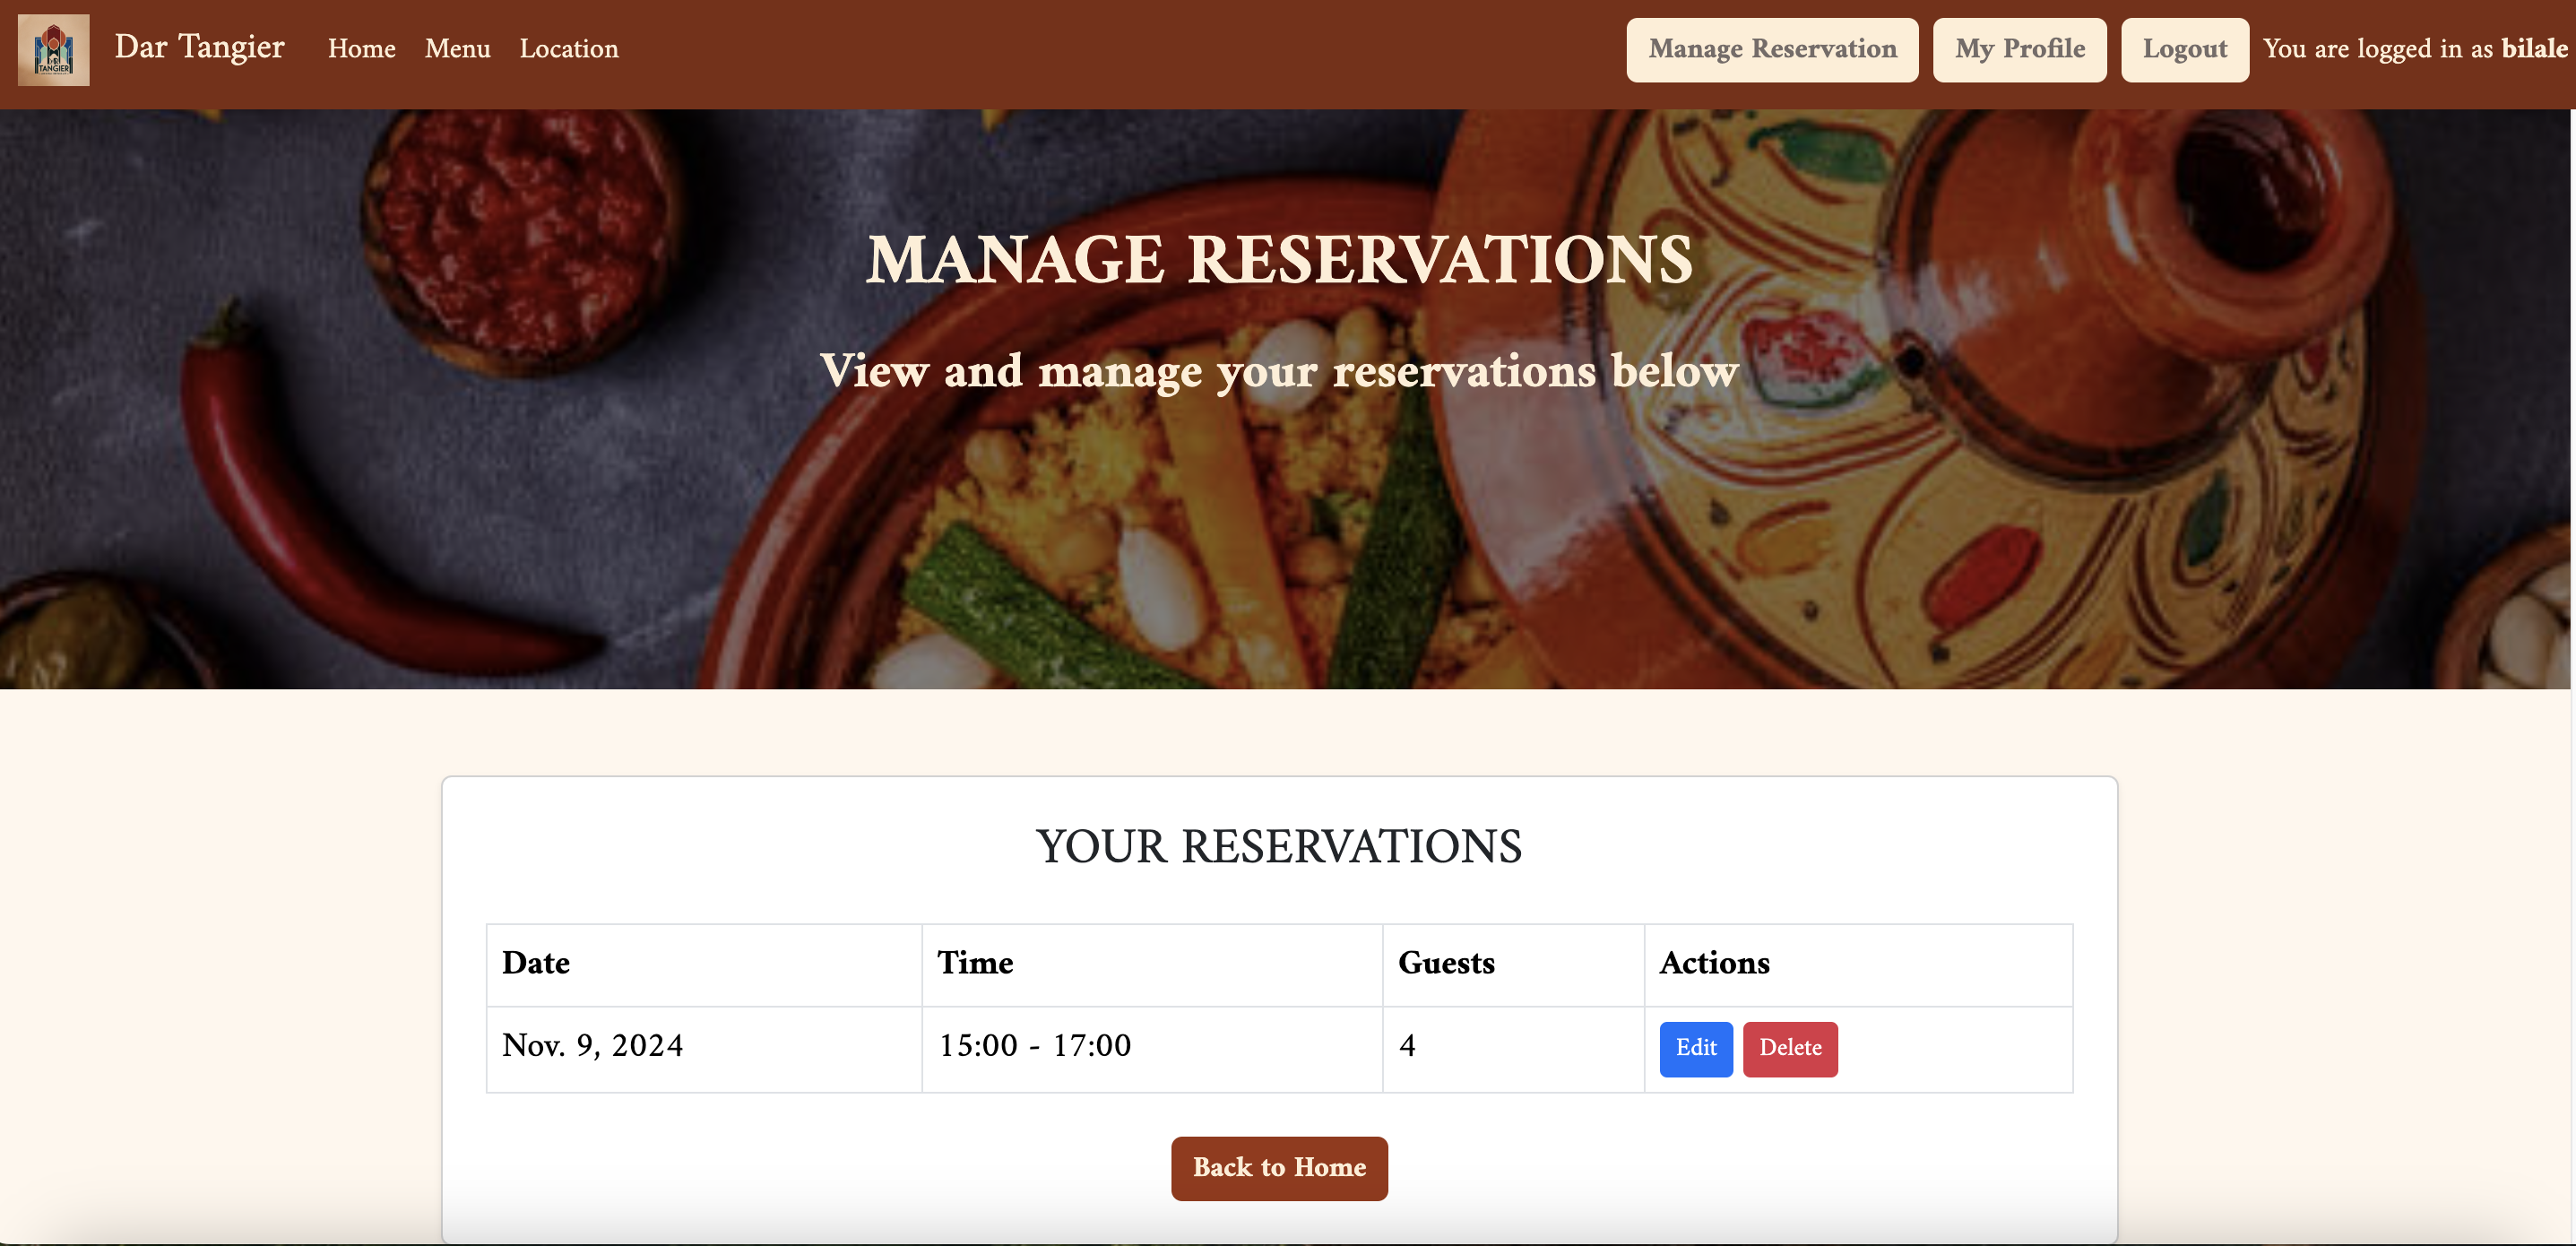 TANGIER
Dar Tangier
Home
Menu
Location
Manage Reservation
My Profile
Logout
You are logged in as bilale
MANAGE RESERVATIONS
View and manage your reservations below
YOUR RESERVATIONS
Date Time Guests Actions
Nov. 9, 2024 15:00 - 17:00 4 Edit Delete
Back to Home